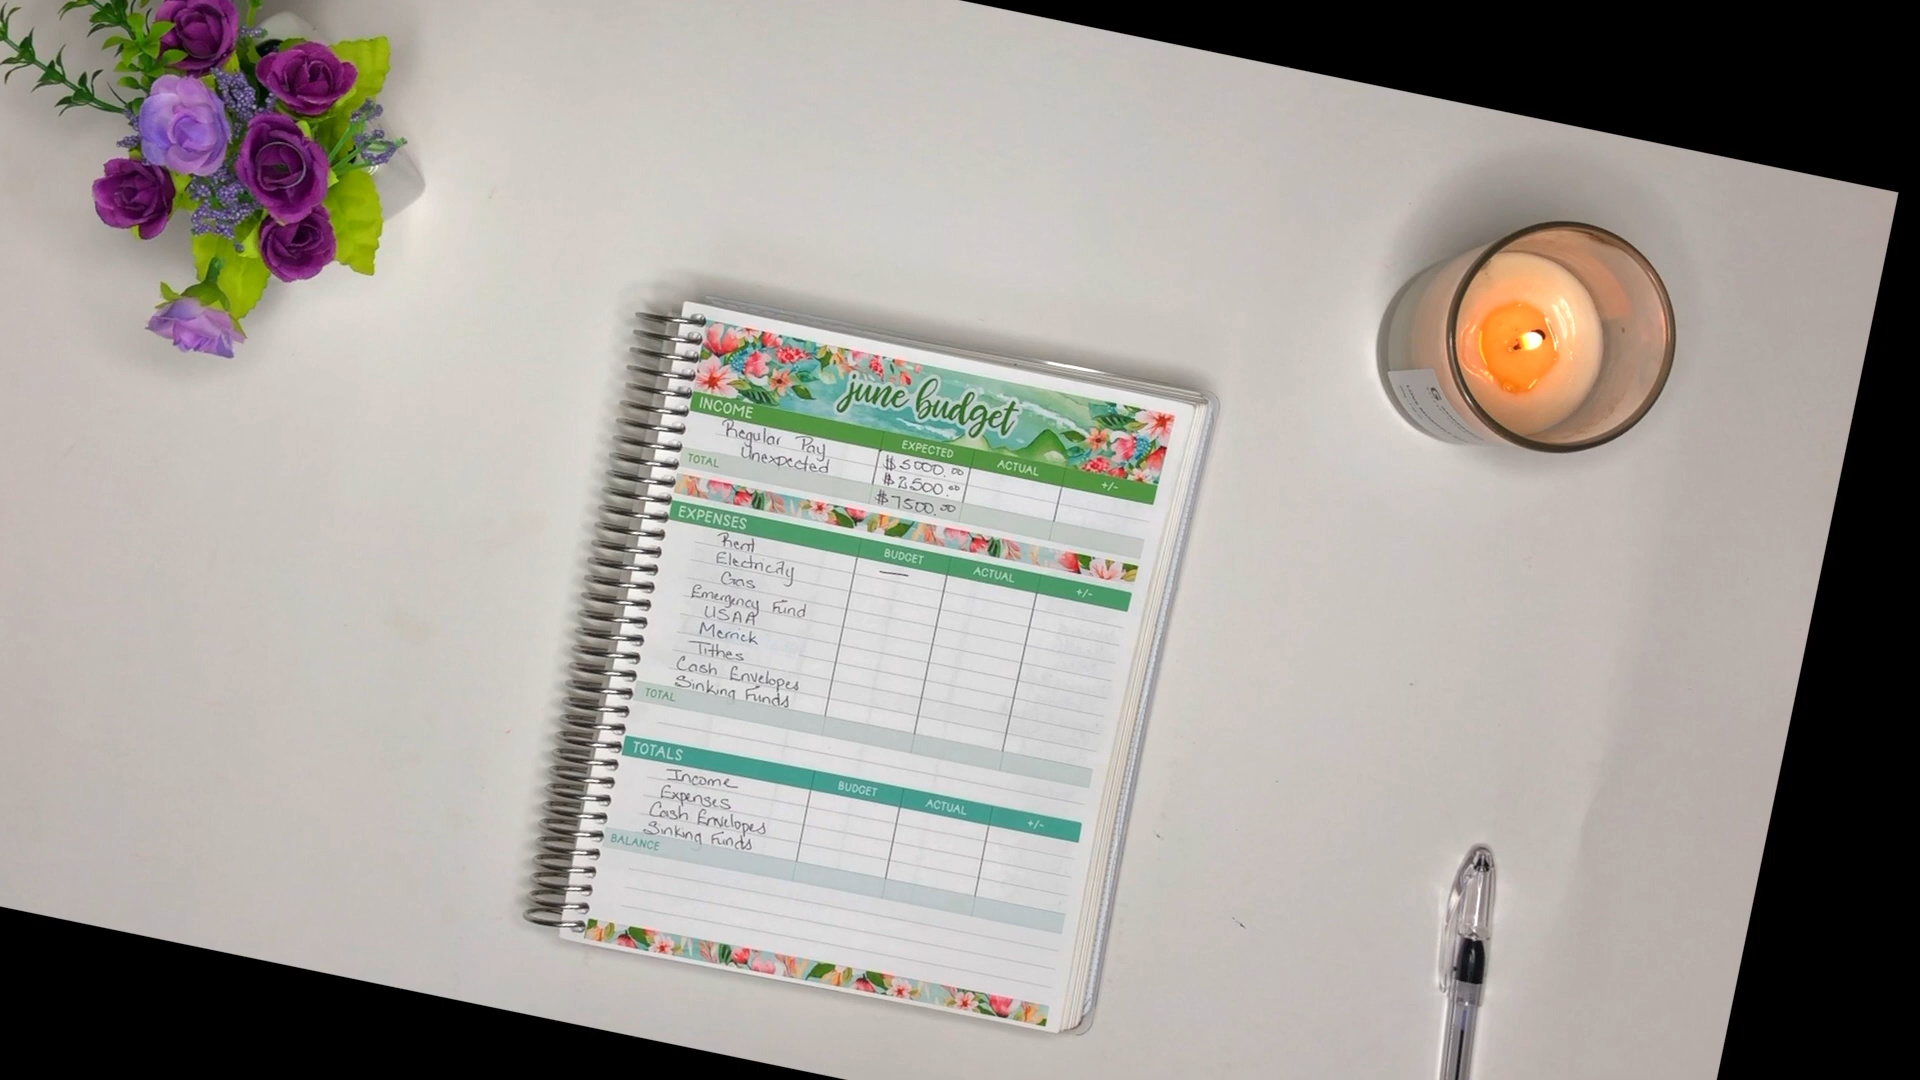 june budget
INCOME EXPECTED ACTUAL +/-
Regular Pay $5000.00
Unexpected $2500.00
TOTAL $7500.00
EXPENSES BUDGET ACTUAL +/-
Rent —
Electricity
Gas
Emergency Fund
USAA
Merrick
Tithes
Cash Envelopes
Sinking Funds
TOTAL
TOTALS BUDGET ACTUAL +/-
Income
Expenses
Cash Envelopes
Sinking Funds
BALANCE